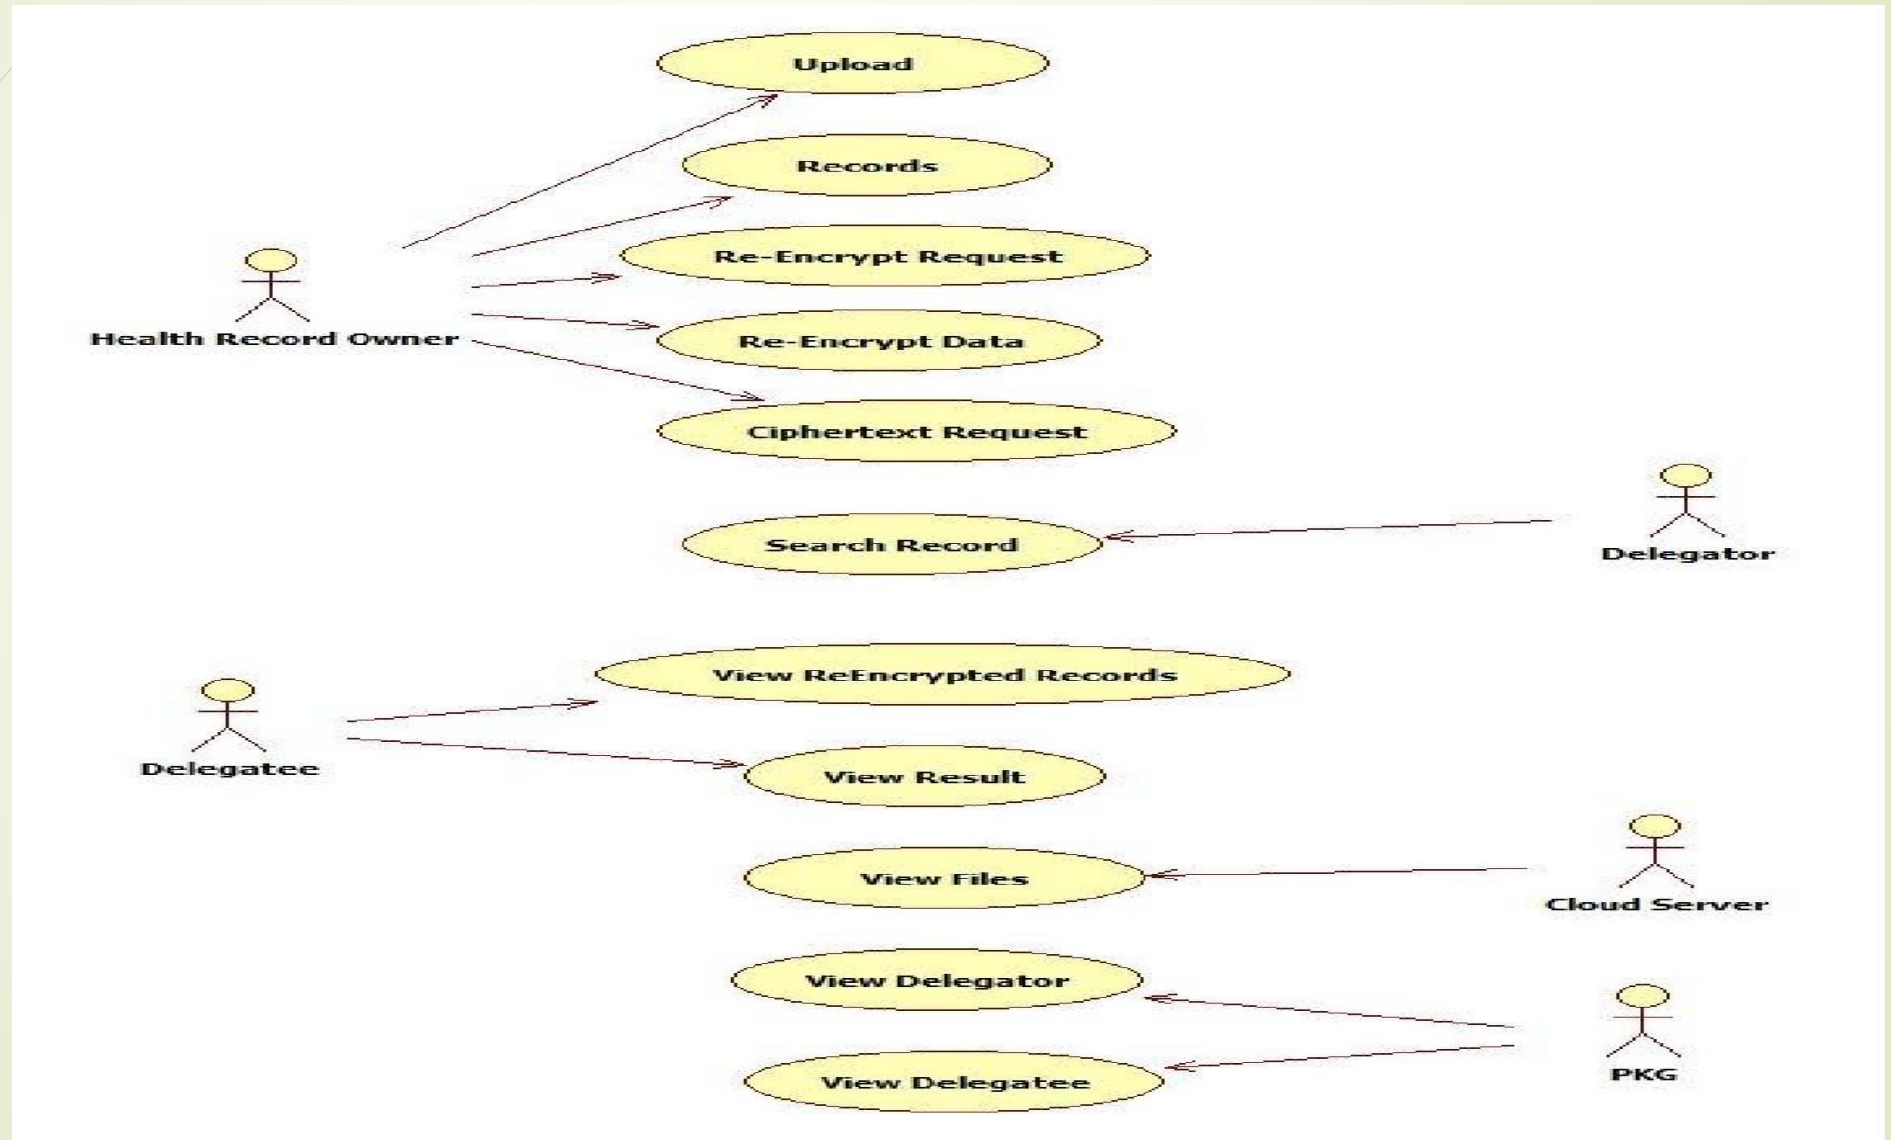 Upload
Records
Re-Encrypt Request
Health Record Owner
Re-Encrypt Data
Ciphertext Request
Search Record
Delegator
View ReEncrypted Records
Delegatee
View Result
View Files
Cloud Server
View Delegator
PKG
View Delegatee